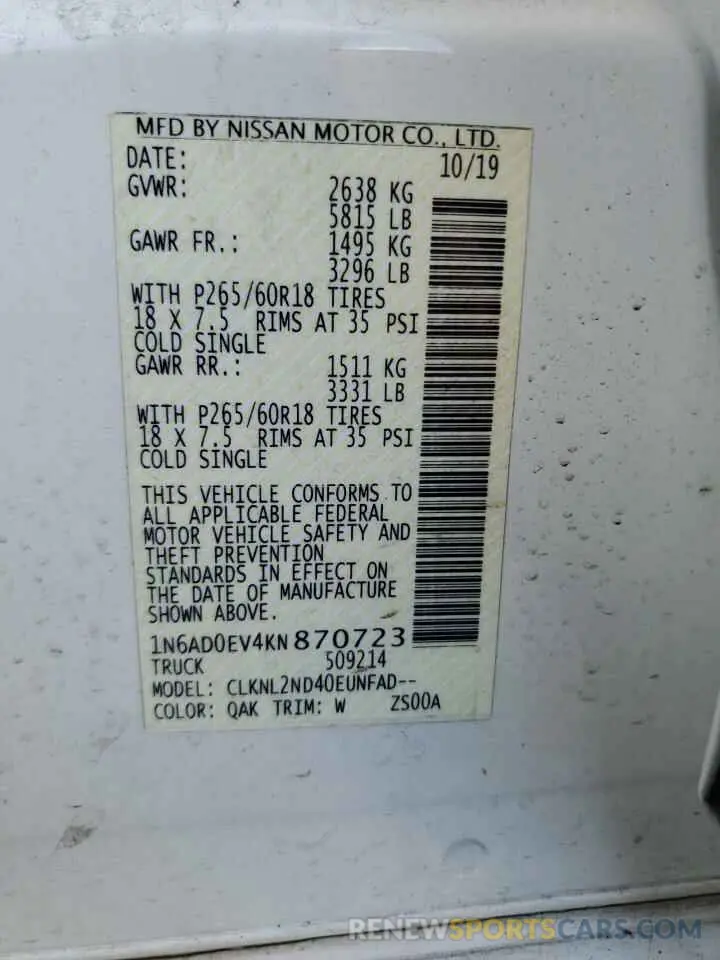 MFD BY NISSAN MOTOR CO., LTD.
DATE: 10/19
GVWR: 2638 KG
5815 LB
GAWR FR.: 1495 KG
3296 LB
WITH P265/60R18 TIRES
18 X 7.5 RIMS AT 35 PSI
COLD SINGLE
GAWR RR.: 1511 KG
3331 LB
WITH P265/60R18 TIRES
18 X 7.5 RIMS AT 35 PSI
COLD SINGLE
THIS VEHICLE CONFORMS TO
ALL APPLICABLE FEDERAL
MOTOR VEHICLE SAFETY AND
THEFT PREVENTION
STANDARDS IN EFFECT ON
THE DATE OF MANUFACTURE
SHOWN ABOVE.
1N6AD0EV4KN870723
TRUCK 509214
MODEL: CLKNL2ND40EUNFAD--
COLOR: QAK TRIM: W ZS00A
RENEWSPORTSCARS.COM